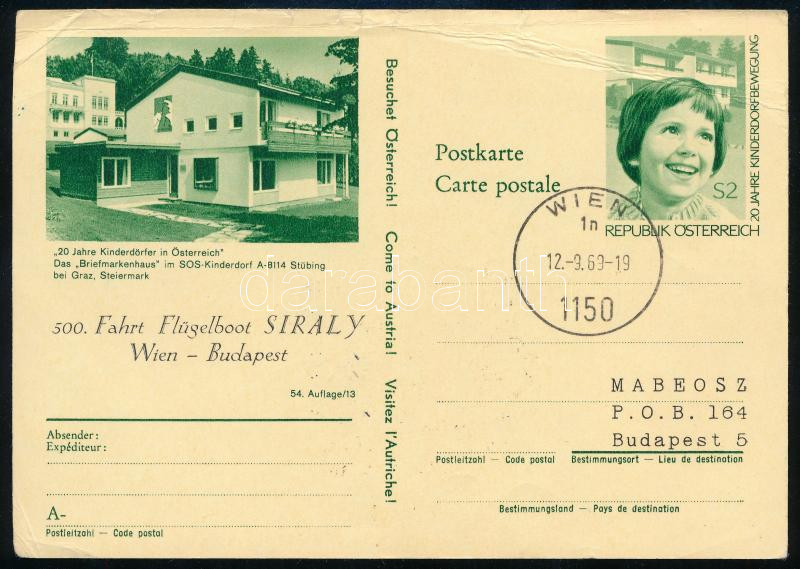 „20 Jahre Kinderdörfer in Österreich"
Das „Briefmarkenhaus" im SOS-Kinderdorf A-8114 Stübing
bei Graz, Steiermark
500. Fahrt Flügelboot SIRALY
Wien – Budapest
54. Auflage/13
Absender:
Expéditeur:
A-
Postleitzahl — Code postal
Besuchet Österreich! Come to Austria! Visitez l'Autriche!
Postkarte
Carte postale
S2
20 JAHRE KINDERDORFBEWEGUNG
REPUBLIK ÖSTERREICH
WIEN
1n
12.-9.69-19
1150
darabanth
MABEOSZ
P.O.B. 164
Budapest 5
Postleitzahl — Code postal Bestimmungsort — Lieu de destination
Bestimmungsland — Pays de destination